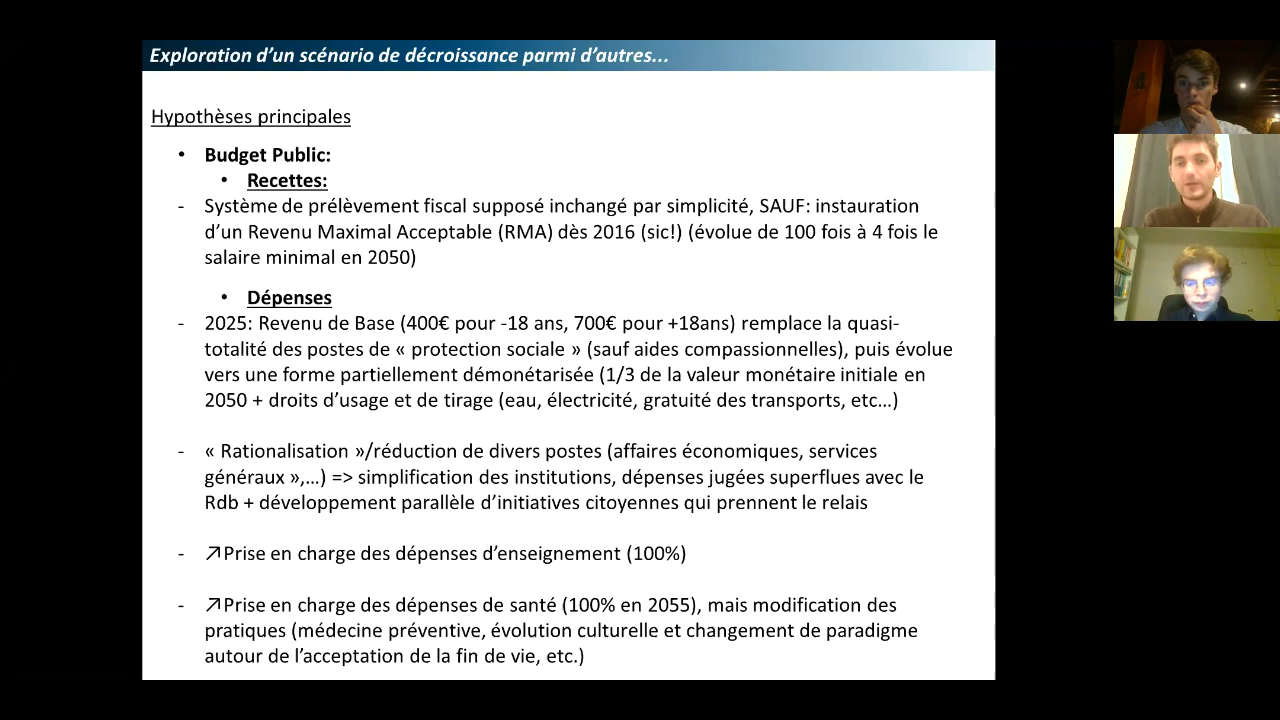 Exploration d'un scénario de décroissance parmi d'autres...
Hypothèses principales
• Budget Public:
• Recettes:
- Système de prélèvement fiscal supposé inchangé par simplicité, SAUF: instauration
d'un Revenu Maximal Acceptable (RMA) dès 2016 (sic!) (évolue de 100 fois à 4 fois le
salaire minimal en 2050)
• Dépenses
- 2025: Revenu de Base (400€ pour -18 ans, 700€ pour +18ans) remplace la quasi-
totalité des postes de « protection sociale » (sauf aides compassionnelles), puis évolue
vers une forme partiellement démonétarisée (1/3 de la valeur monétaire initiale en
2050 + droits d'usage et de tirage (eau, électricité, gratuité des transports, etc…)
- « Rationalisation »/réduction de divers postes (affaires économiques, services
généraux »,…) => simplification des institutions, dépenses jugées superflues avec le
Rdb + développement parallèle d'initiatives citoyennes qui prennent le relais
- ↗Prise en charge des dépenses d'enseignement (100%)
- ↗Prise en charge des dépenses de santé (100% en 2055), mais modification des
pratiques (médecine préventive, évolution culturelle et changement de paradigme
autour de l'acceptation de la fin de vie, etc.)